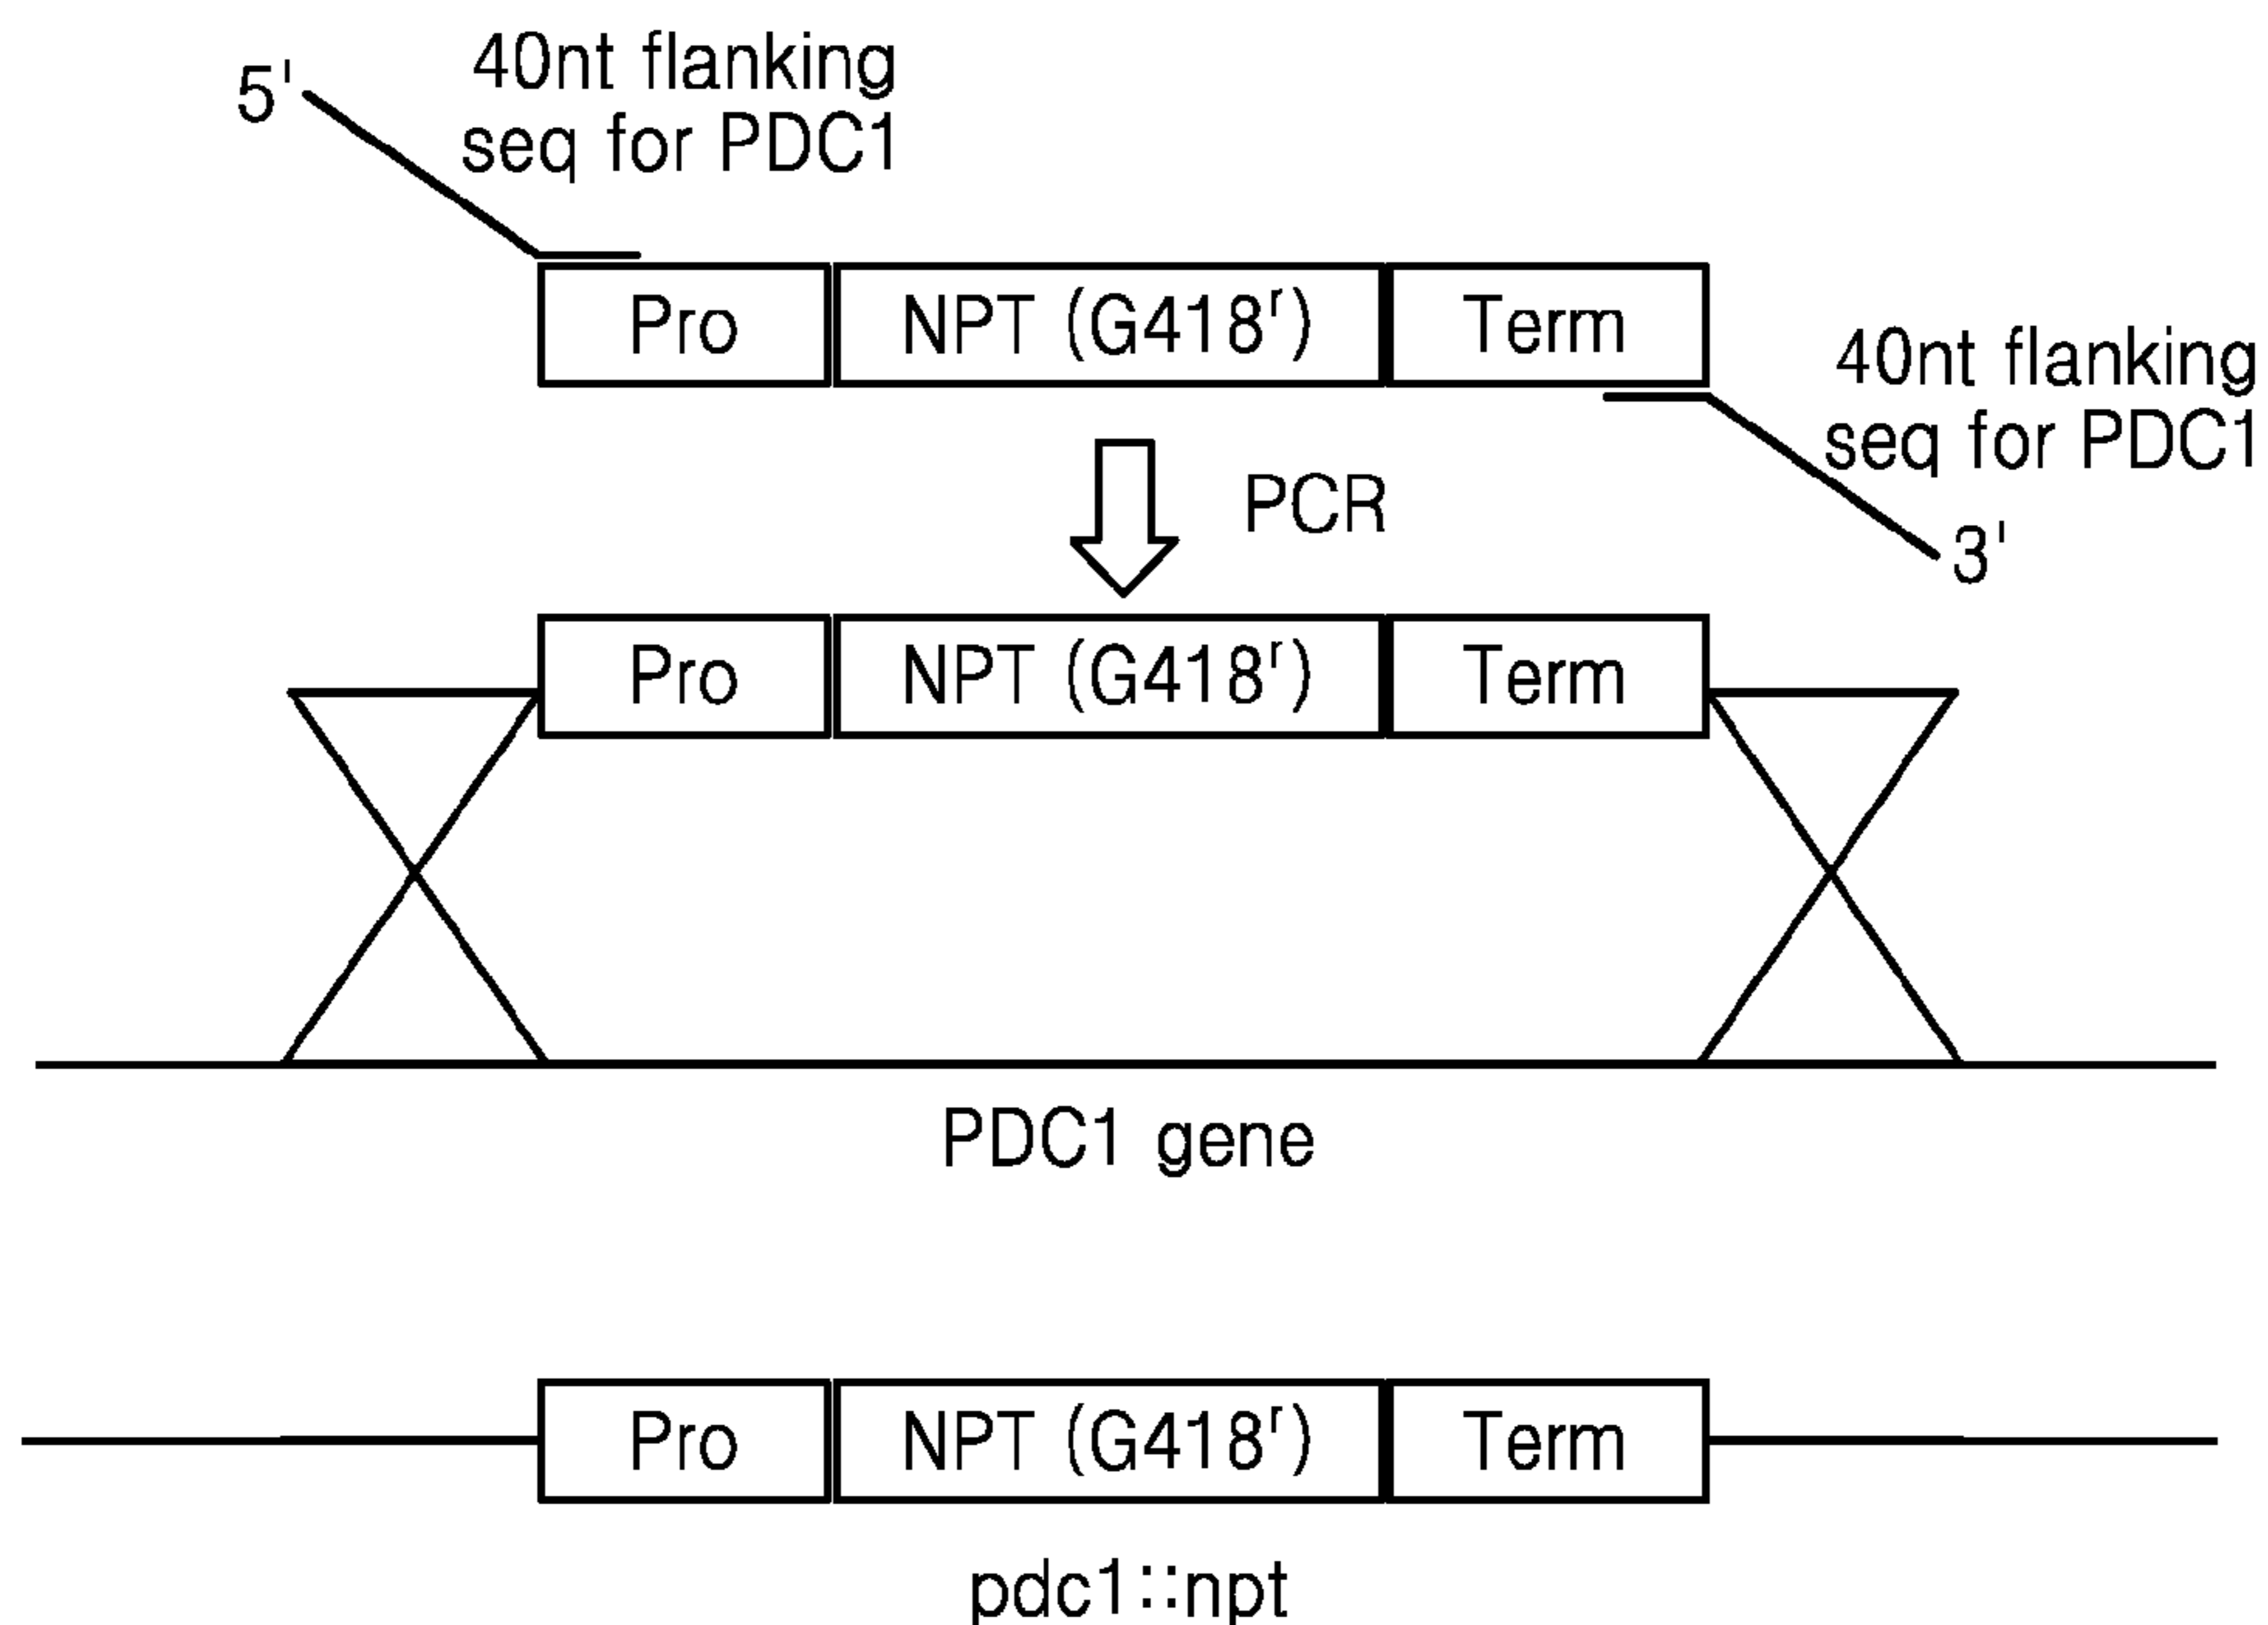 40nt flanking
seq for PDC1
5'
Pro
NPT (G418ʳ)
Term
40nt flanking
seq for PDC1
3'
PCR
Pro
NPT (G418ʳ)
Term
PDC1 gene
Pro
NPT (G418ʳ)
Term
pdc1::npt